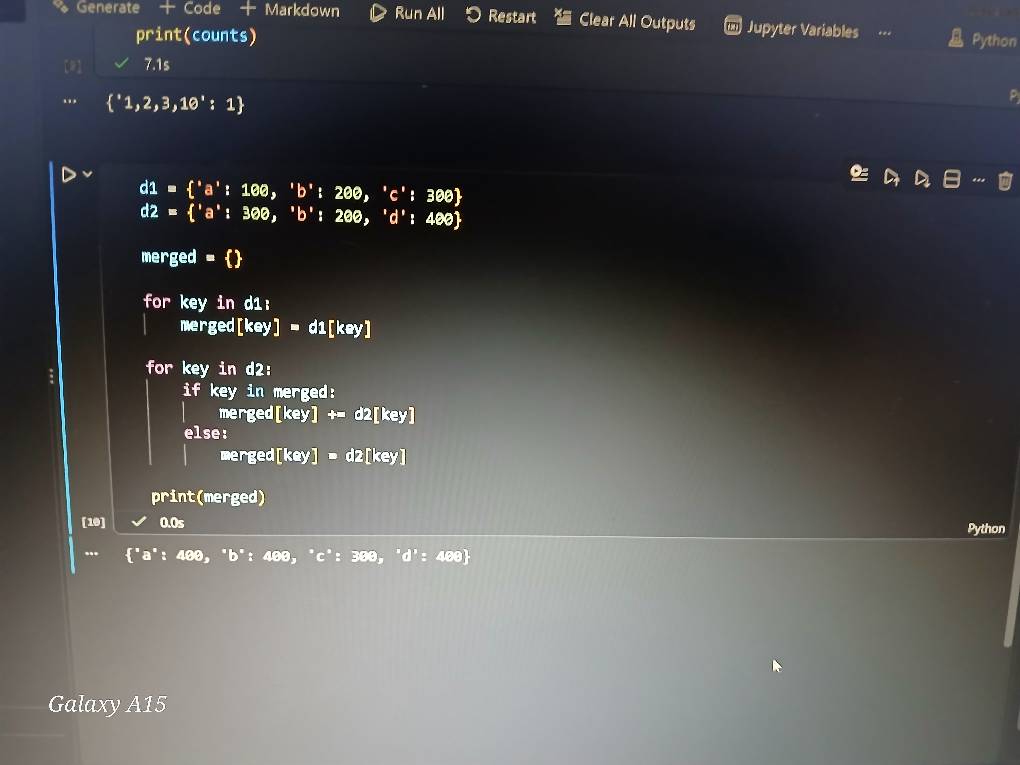 Generate + Code + Markdown Run All Restart Clear All Outputs Jupyter Variables ... Python
print(counts)
[9] 7.1s
... {'1,2,3,10': 1}
d1 = {'a': 100, 'b': 200, 'c': 300}
d2 = {'a': 300, 'b': 200, 'd': 400}
merged = {}
for key in d1:
merged[key] = d1[key]
for key in d2:
if key in merged:
merged[key] += d2[key]
else:
merged[key] = d2[key]
print(merged)
[10] 0.0s Python
... {'a': 400, 'b': 400, 'c': 300, 'd': 400}
Galaxy A15